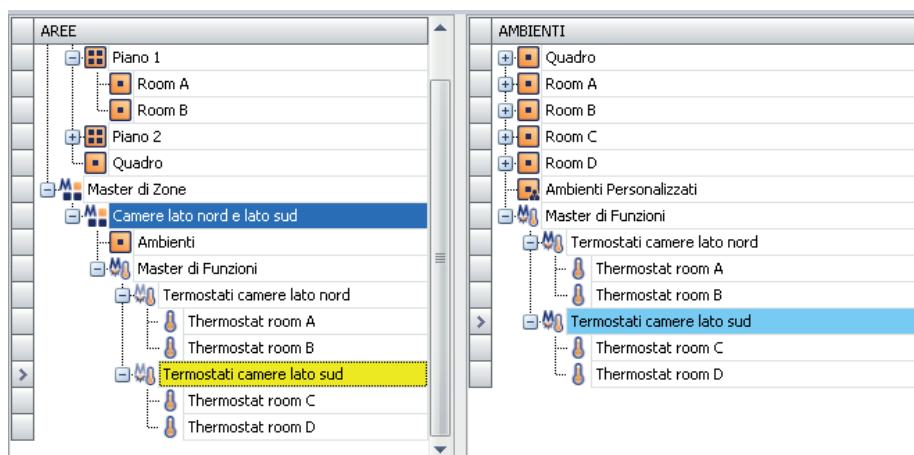 AREE
Piano 1
Room A
Room B
Piano 2
Quadro
Master di Zone
Camere lato nord e lato sud
Ambienti
Master di Funzioni
Termostati camere lato nord
Thermostat room A
Thermostat room B
Termostati camere lato sud
Thermostat room C
Thermostat room D
AMBIENTI
Quadro
Room A
Room B
Room C
Room D
Ambienti Personalizzati
Master di Funzioni
Termostati camere lato nord
Thermostat room A
Thermostat room B
Termostati camere lato sud
Thermostat room C
Thermostat room D